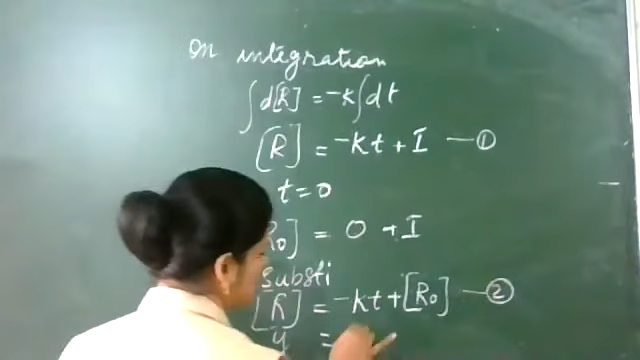 On integration
∫d[R] = -k∫dt
[R] = -kt + I —①
t=0
R₀] = 0 + I
Substi
[R] = -kt + [R₀] —②
y =